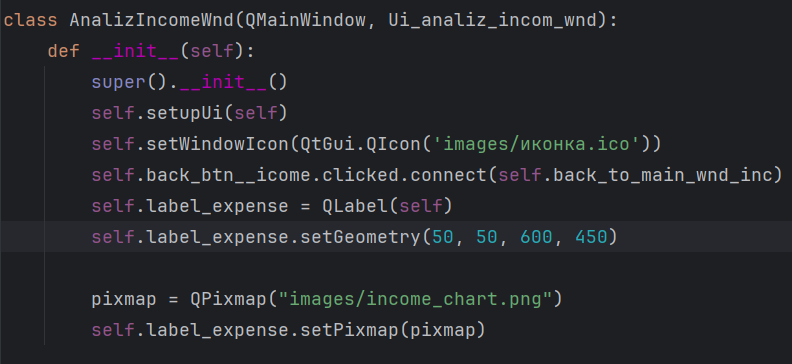 class AnalizIncomeWnd(QMainWindow, Ui_analiz_incom_wnd):
    def __init__(self):
        super().__init__()
        self.setupUi(self)
        self.setWindowIcon(QtGui.QIcon('images/иконка.ico'))
        self.back_btn__icome.clicked.connect(self.back_to_main_wnd_inc)
        self.label_expense = QLabel(self)
        self.label_expense.setGeometry(50, 50, 600, 450)

        pixmap = QPixmap("images/income_chart.png")
        self.label_expense.setPixmap(pixmap)